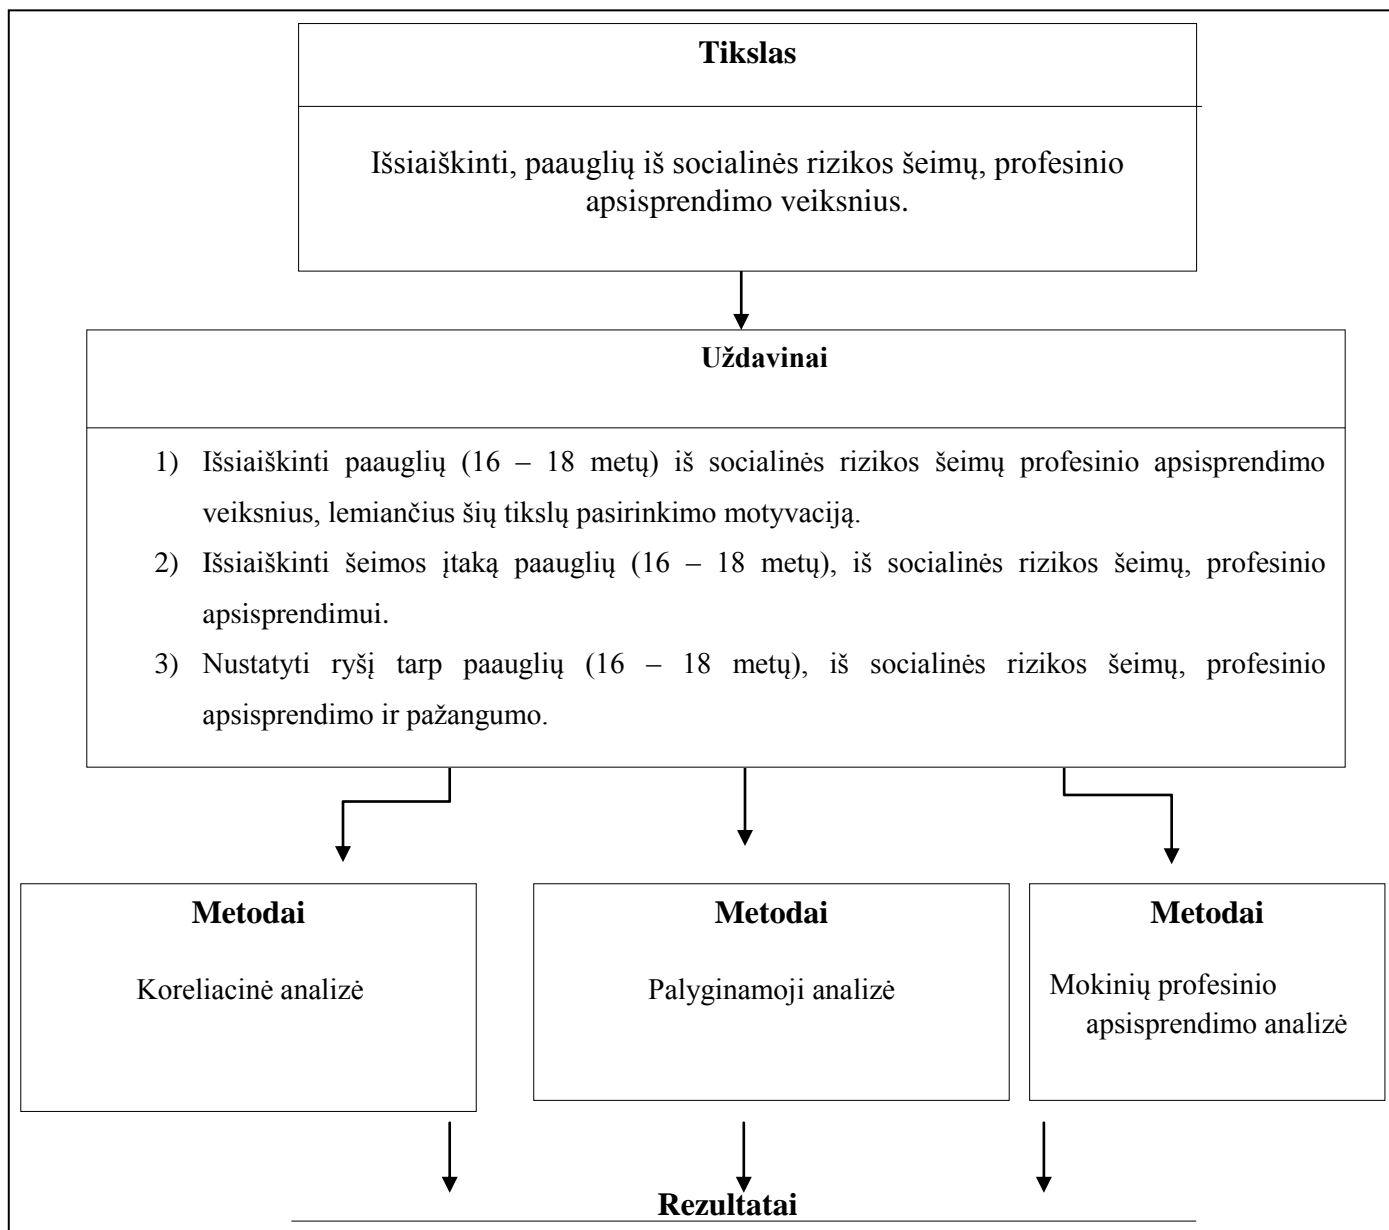 Tikslas
Išsiaiškinti, paauglių iš socialinės rizikos šeimų, profesinio
apsisprendimo veiksnius.
Uždavinai
1) Išsiaiškinti paauglių (16 – 18 metų) iš socialinės rizikos šeimų profesinio apsisprendimo
veiksnius, lemiančius šių tikslų pasirinkimo motyvaciją.
2) Išsiaiškinti šeimos įtaką paauglių (16 – 18 metų), iš socialinės rizikos šeimų, profesinio
apsisprendimui.
3) Nustatyti ryšį tarp paauglių (16 – 18 metų), iš socialinės rizikos šeimų, profesinio
apsisprendimo ir pažangumo.
Metodai
Koreliacinė analizė
Metodai
Palyginamoji analizė
Metodai
Mokinių profesinio
apsisprendimo analizė
Rezultatai